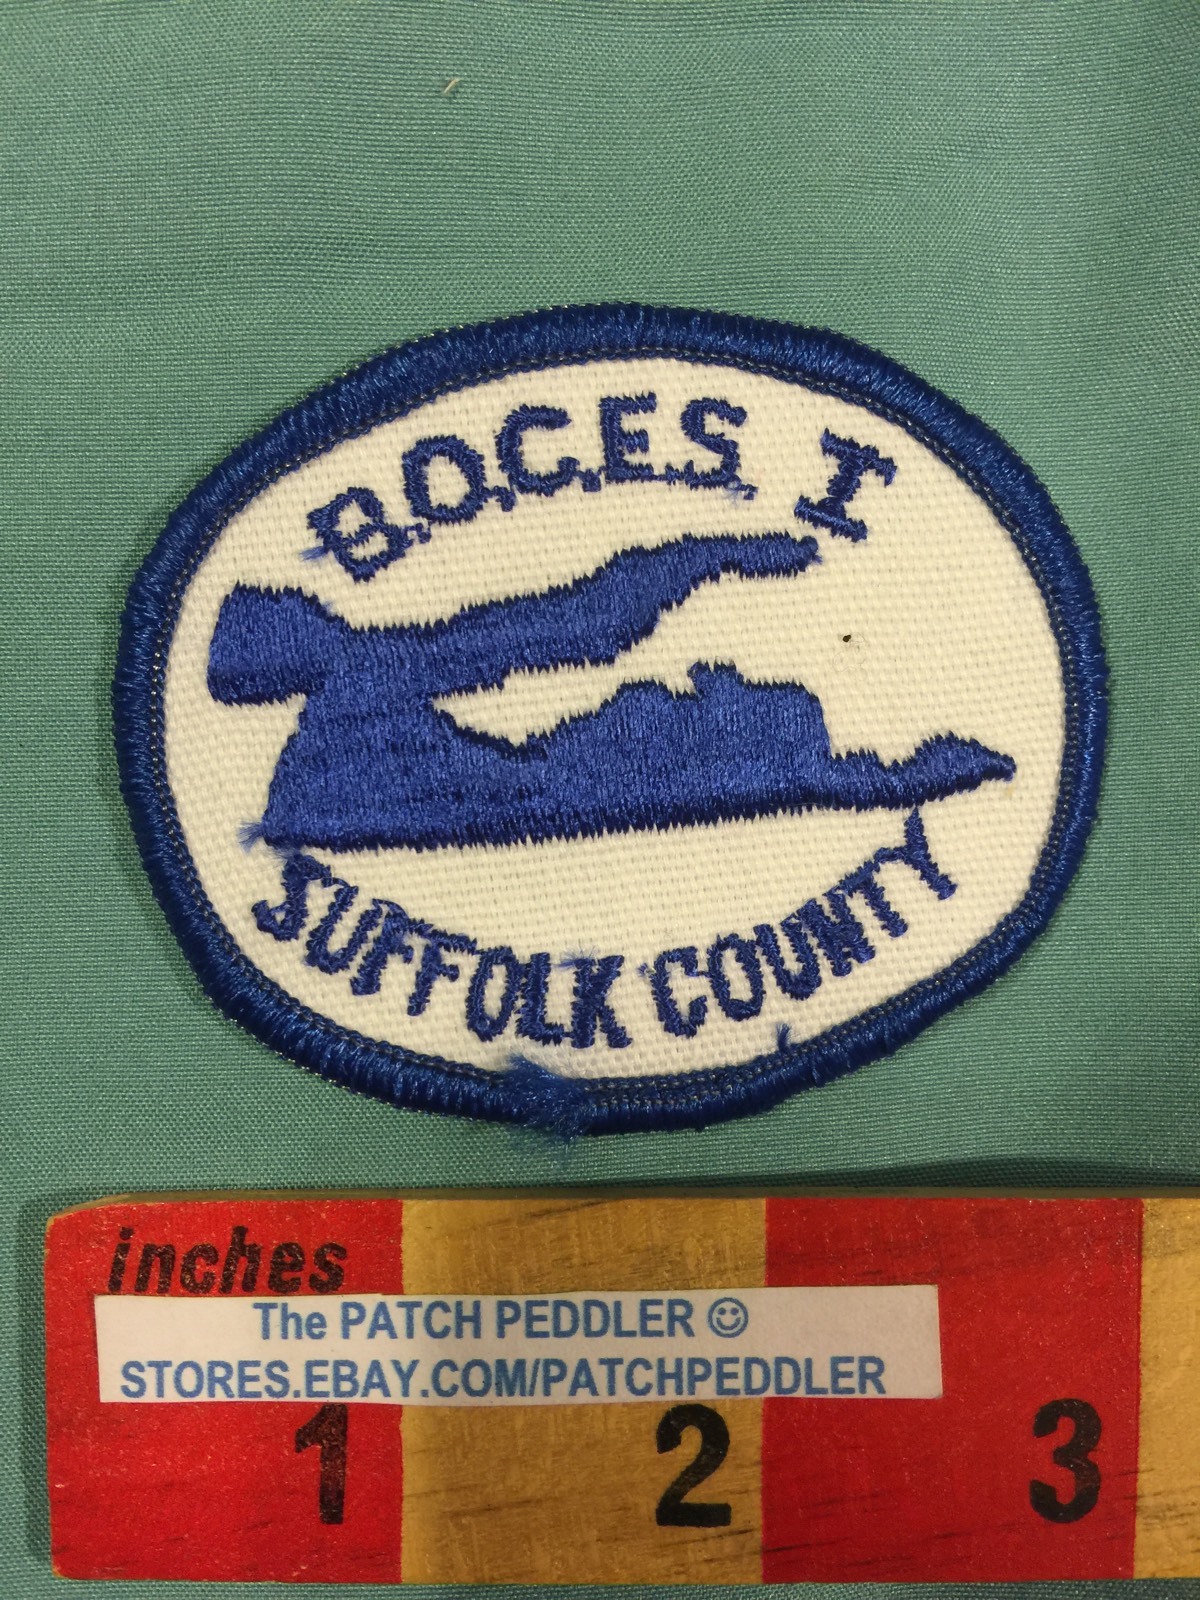 B.O.C.E.S. I
SUFFOLK COUNTY
inches
The PATCH PEDDLER ☺
STORES.EBAY.COM/PATCHPEDDLER
1 2 3